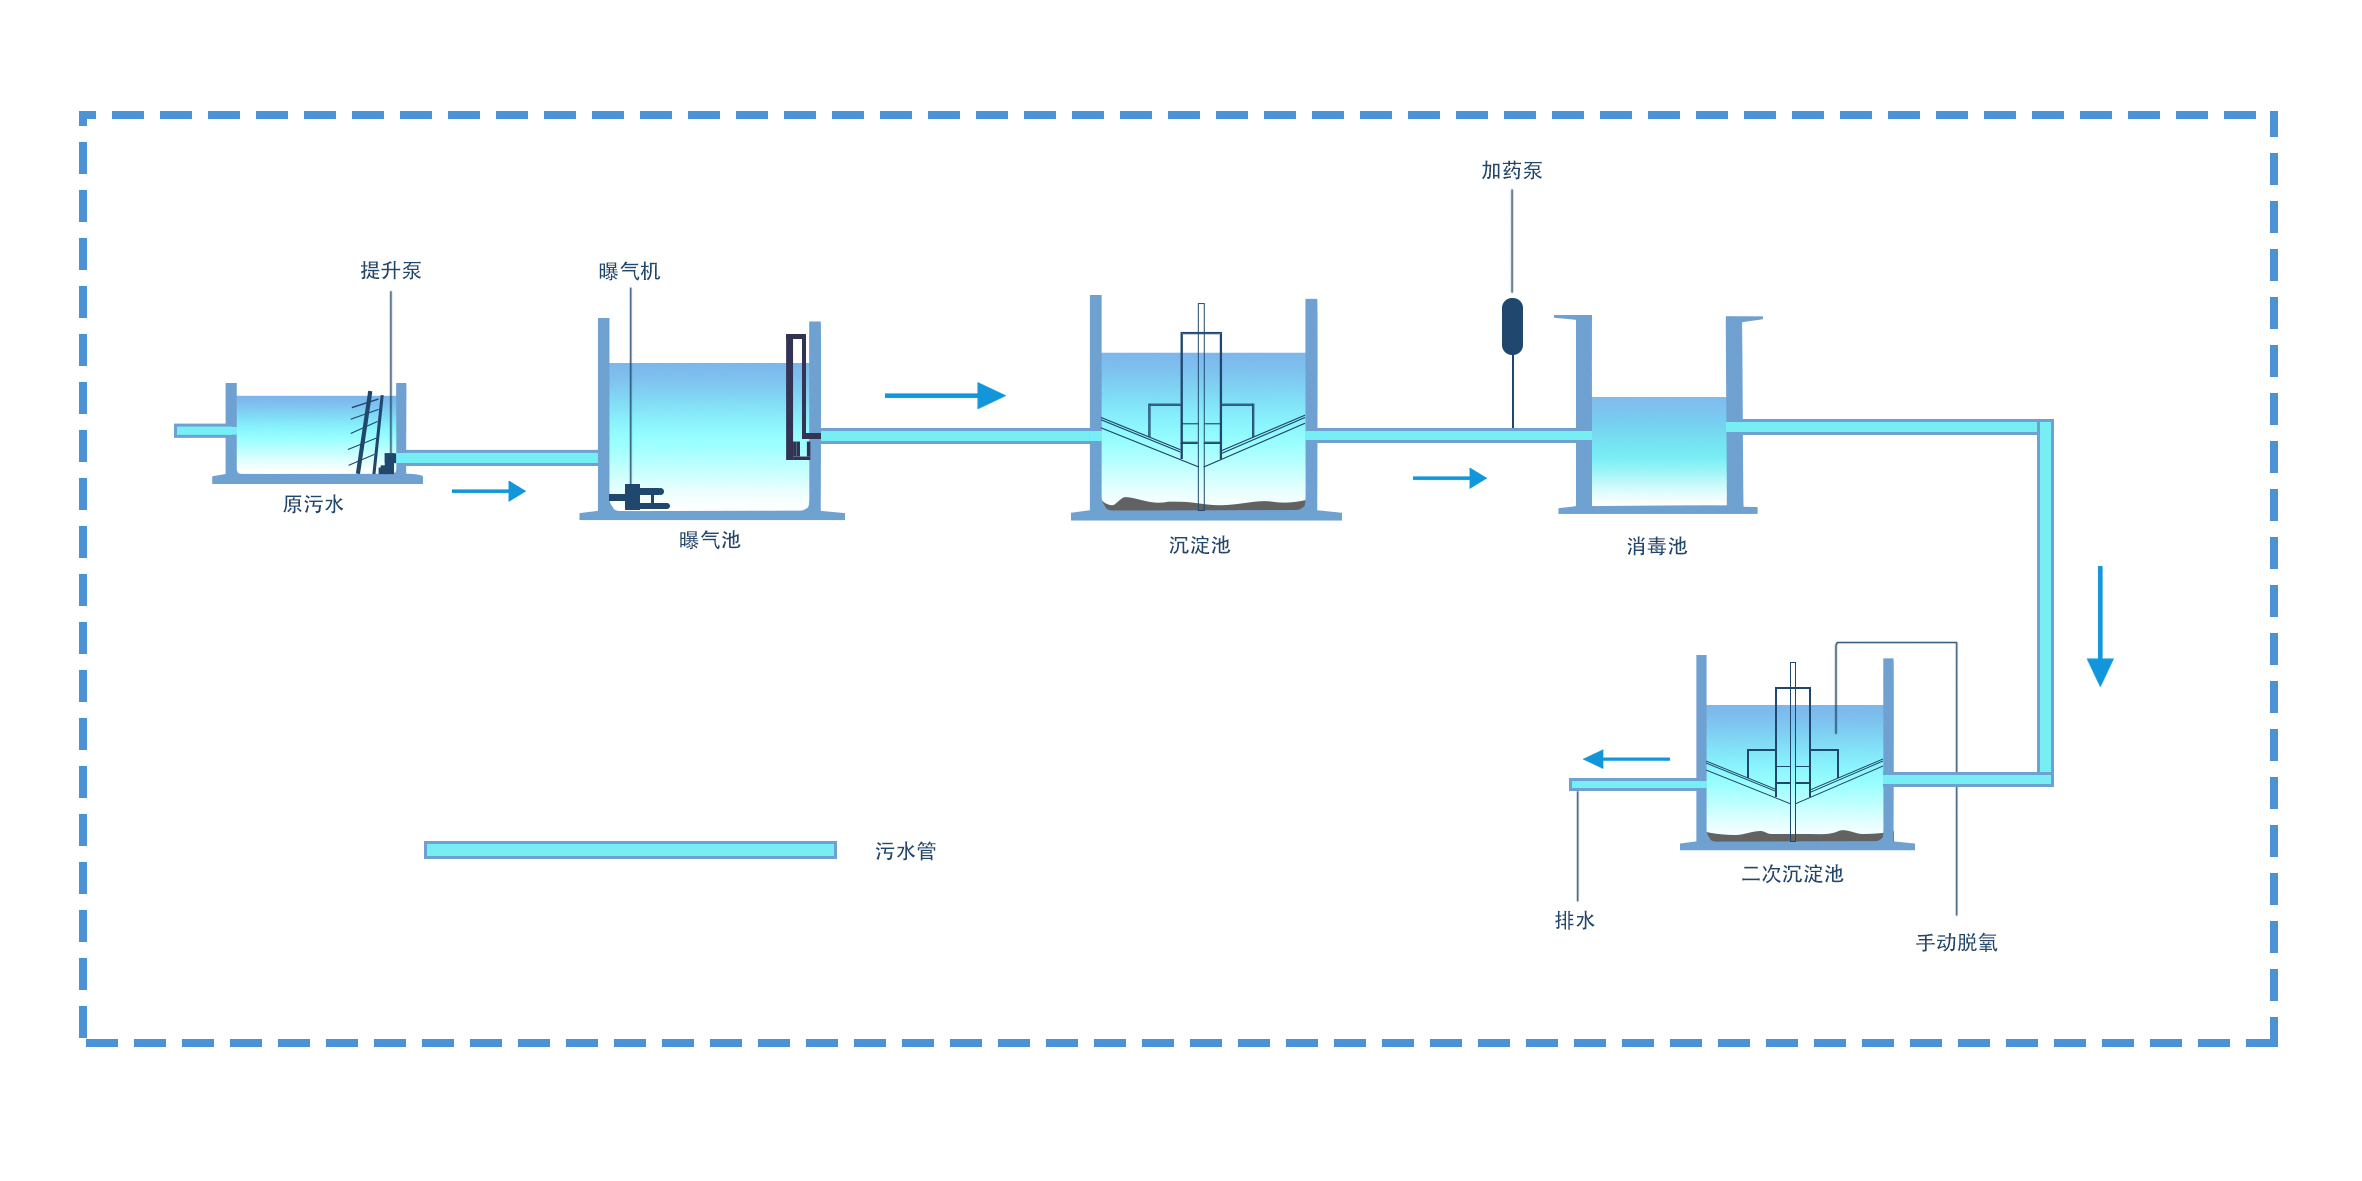 加药泵
提升泵
曝气机
原污水
曝气池
沉淀池
消毒池
污水管
二次沉淀池
排水
手动脱氧